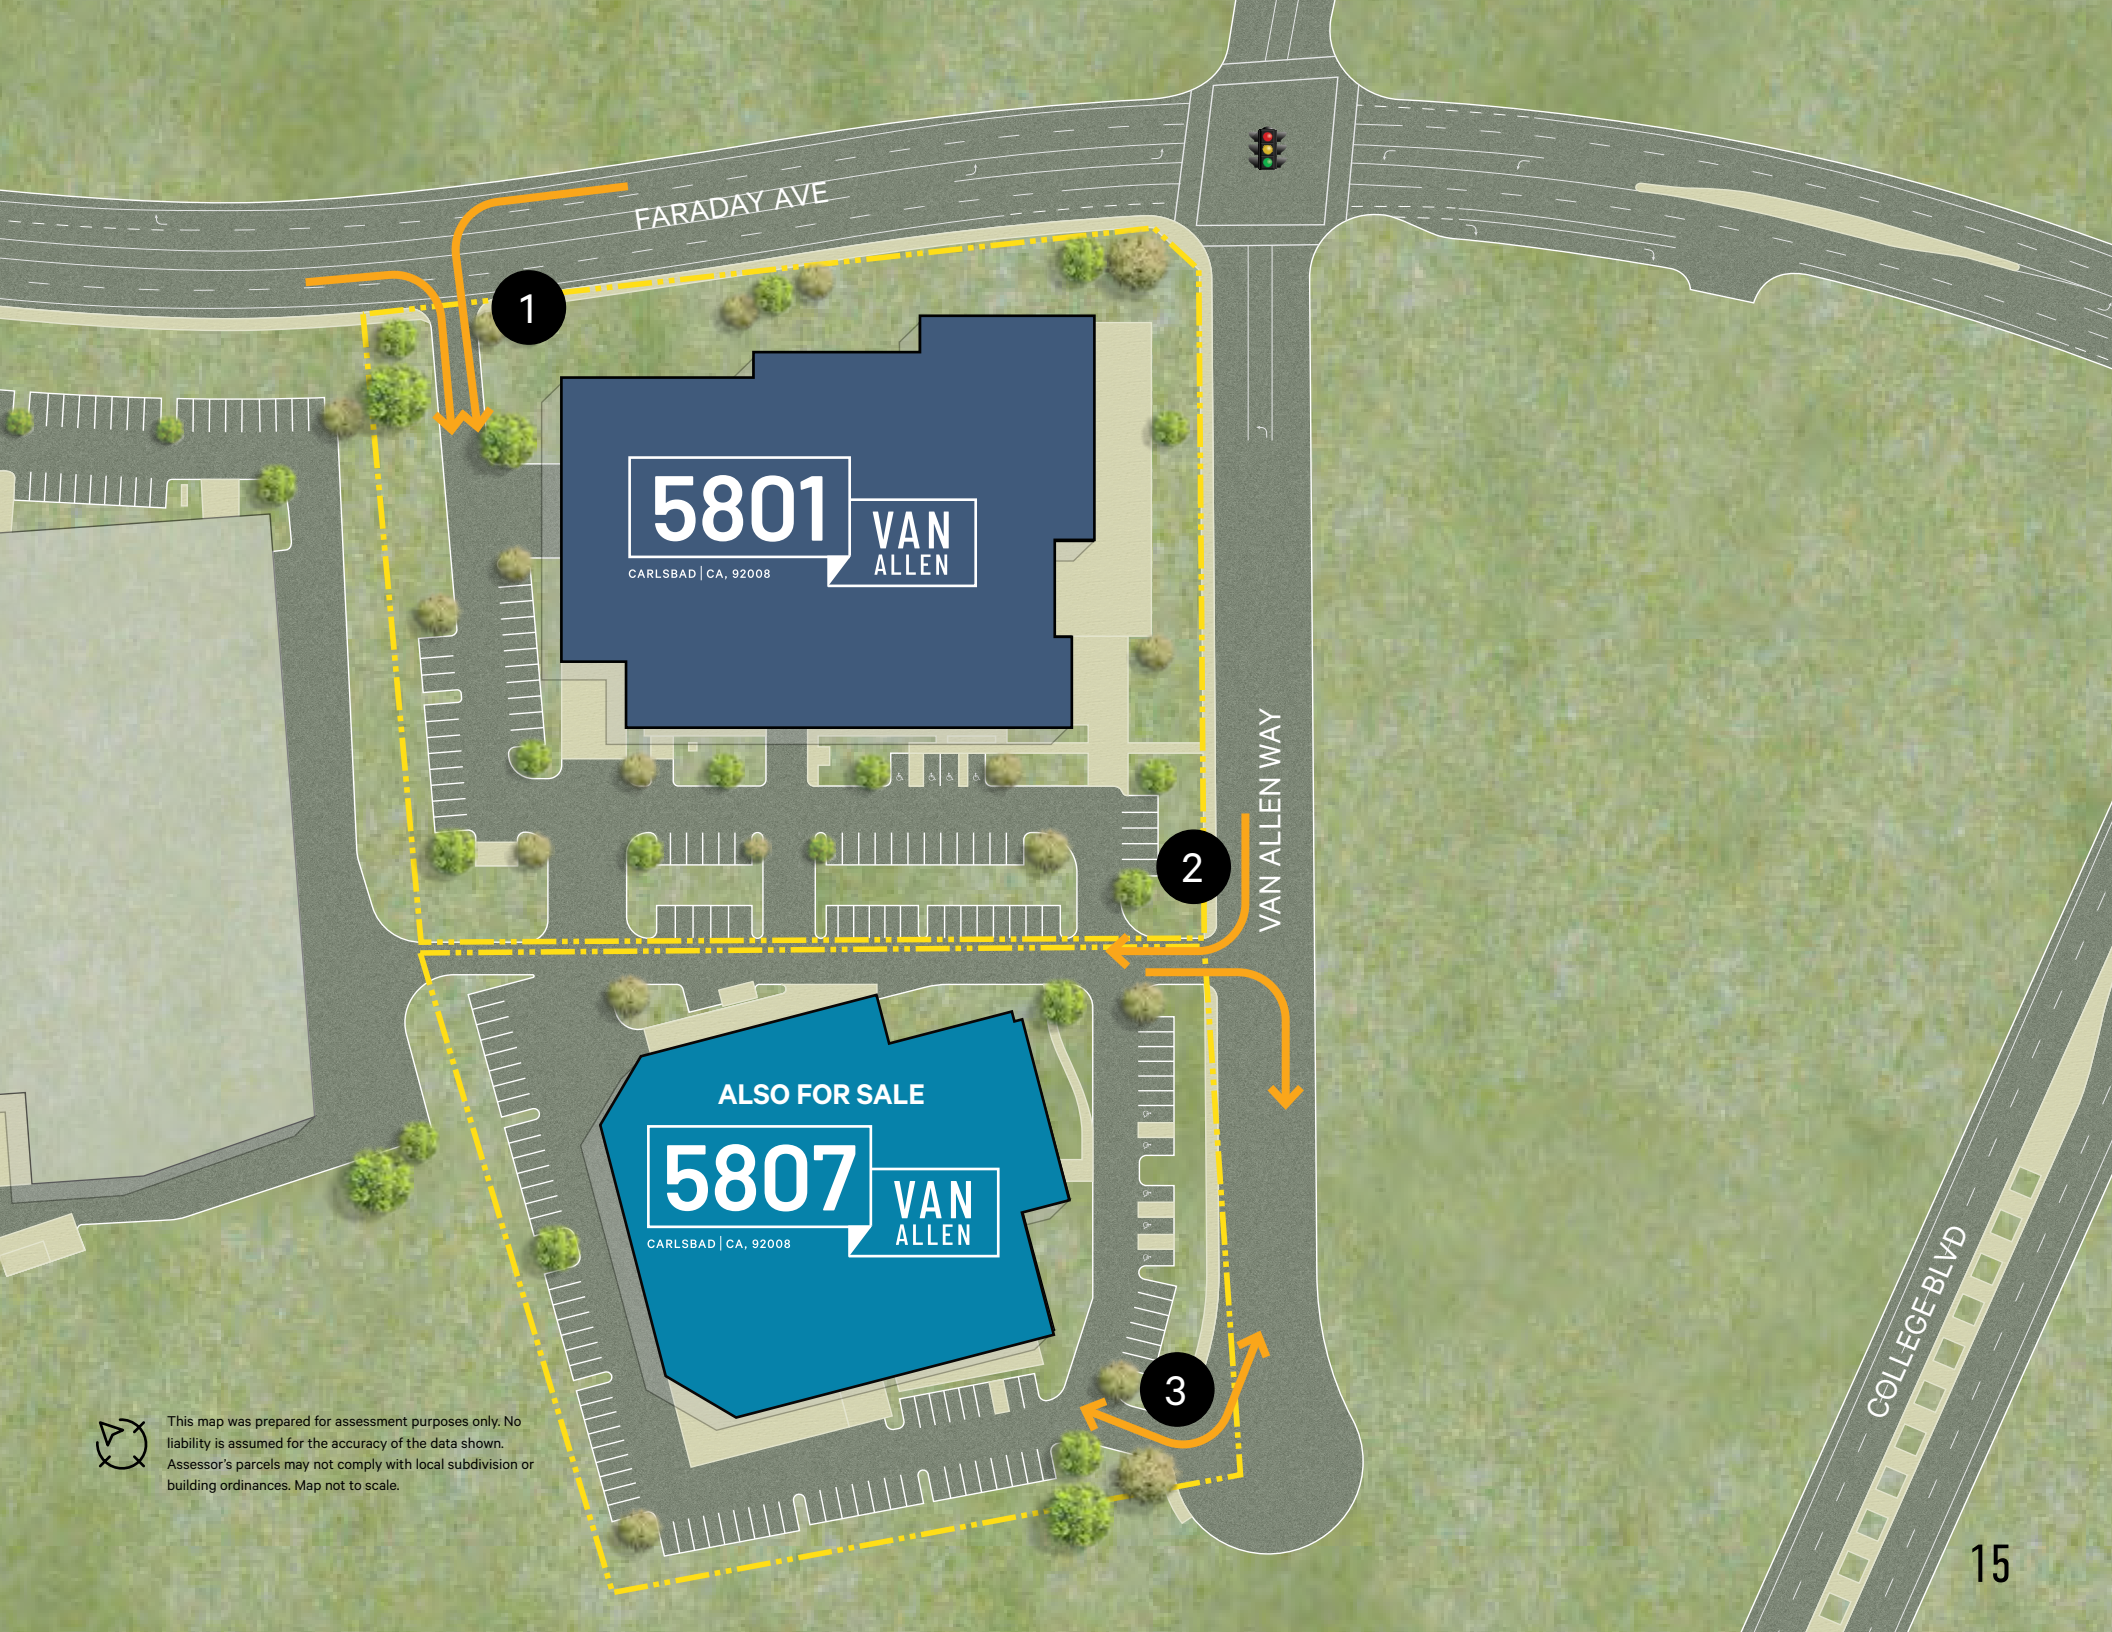 FARADAY AVE
1
5801
VAN
ALLEN
CARLSBAD | CA, 92008
VAN ALLEN WAY
2
ALSO FOR SALE
5807
VAN
ALLEN
CARLSBAD | CA, 92008
3
COLLEGE BLVD
This map was prepared for assessment purposes only. No
liability is assumed for the accuracy of the data shown.
Assessor's parcels may not comply with local subdivision or
building ordinances. Map not to scale.
15